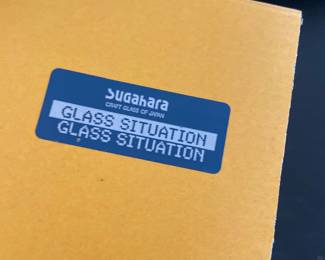 Sugahara
CRAFT GLASS OF JAPAN
GLASS SITUATION
GLASS SITUATION